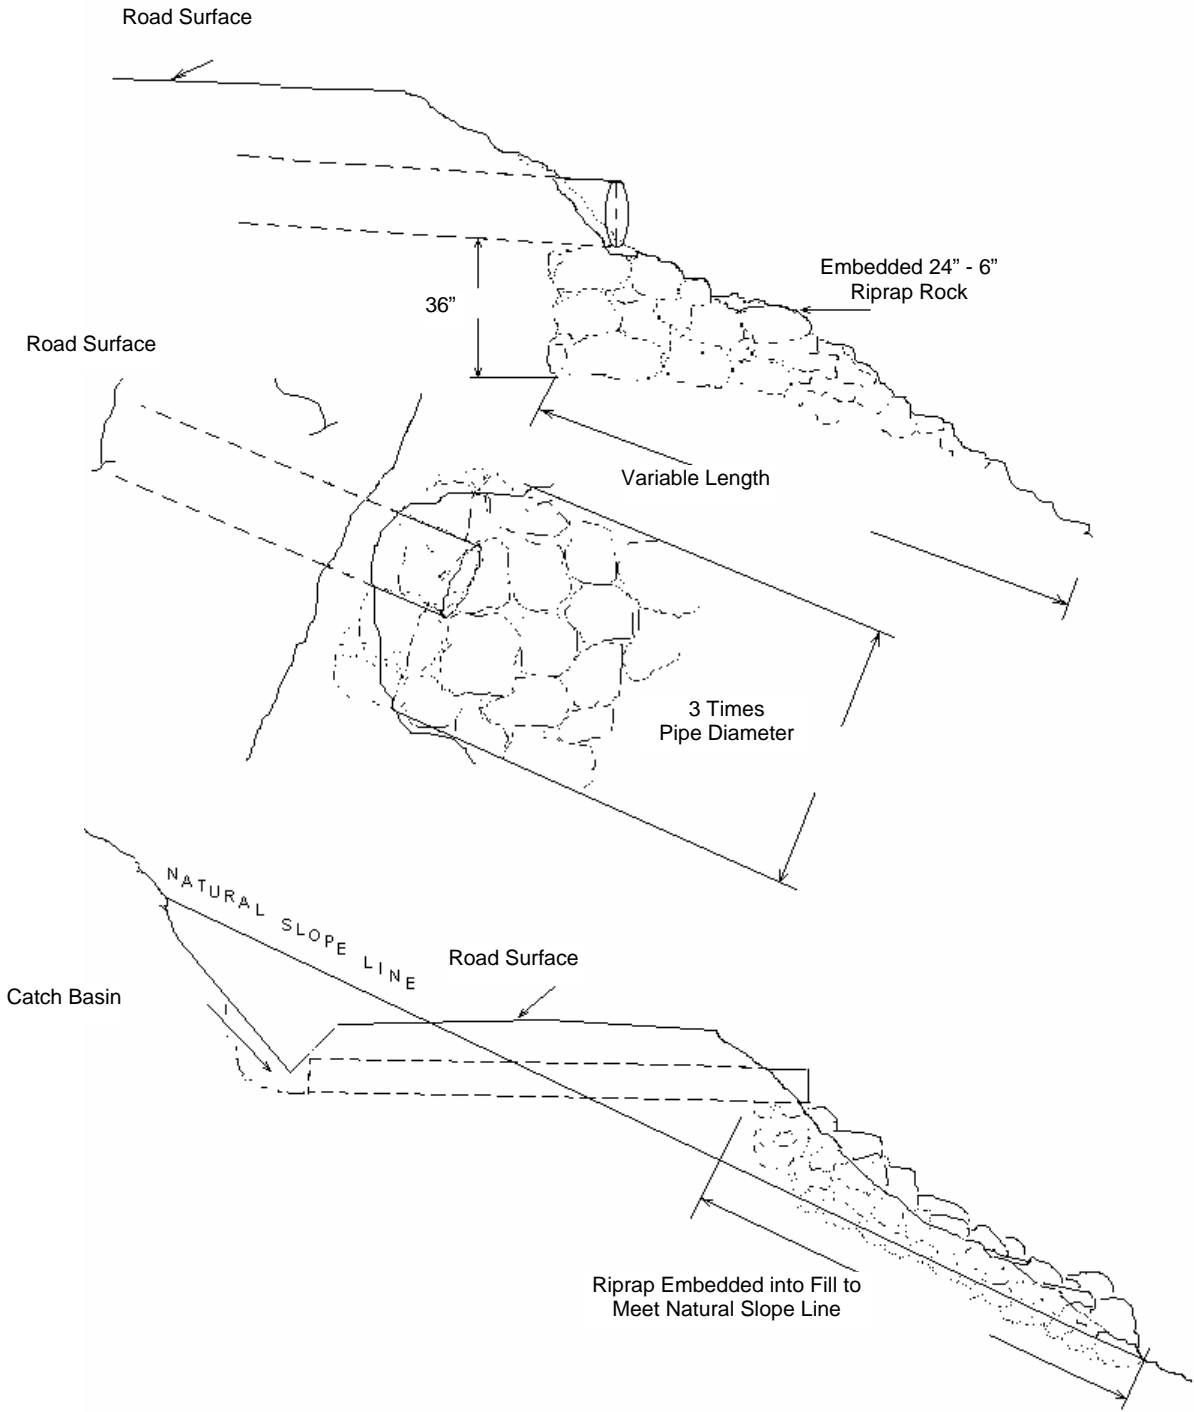 Road Surface
Embedded 24” - 6”
Riprap Rock
36”
Road Surface
Variable Length
3 Times
Pipe Diameter
NATURAL SLOPE LINE
Road Surface
Catch Basin
Riprap Embedded into Fill to
Meet Natural Slope Line